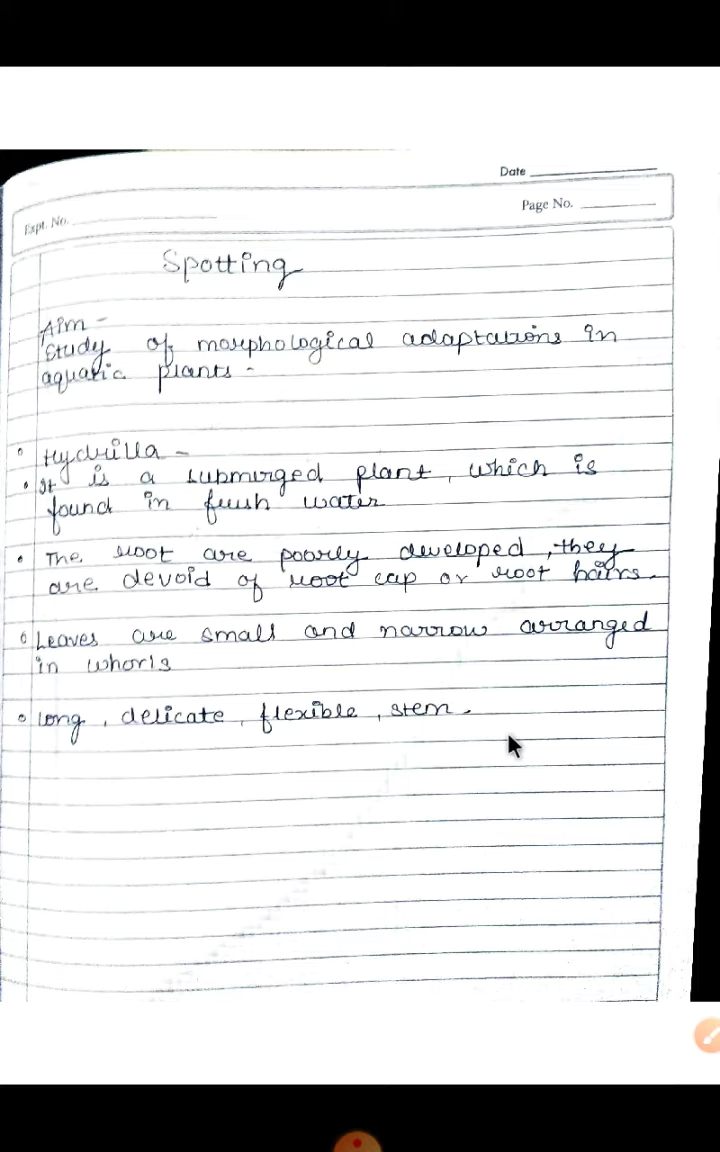 Date
Page No.
Expt. No.
Spotting
Aim -
Study of morphological adaptations in
aquatic plants -
Hydrilla -
It is a submerged plant, which is
found in fresh water
The root are poorly developed, they
are devoid of root cap or root hairs.
Leaves are small and narrow arranged
in whorls
Long, delicate, flexible, stem.